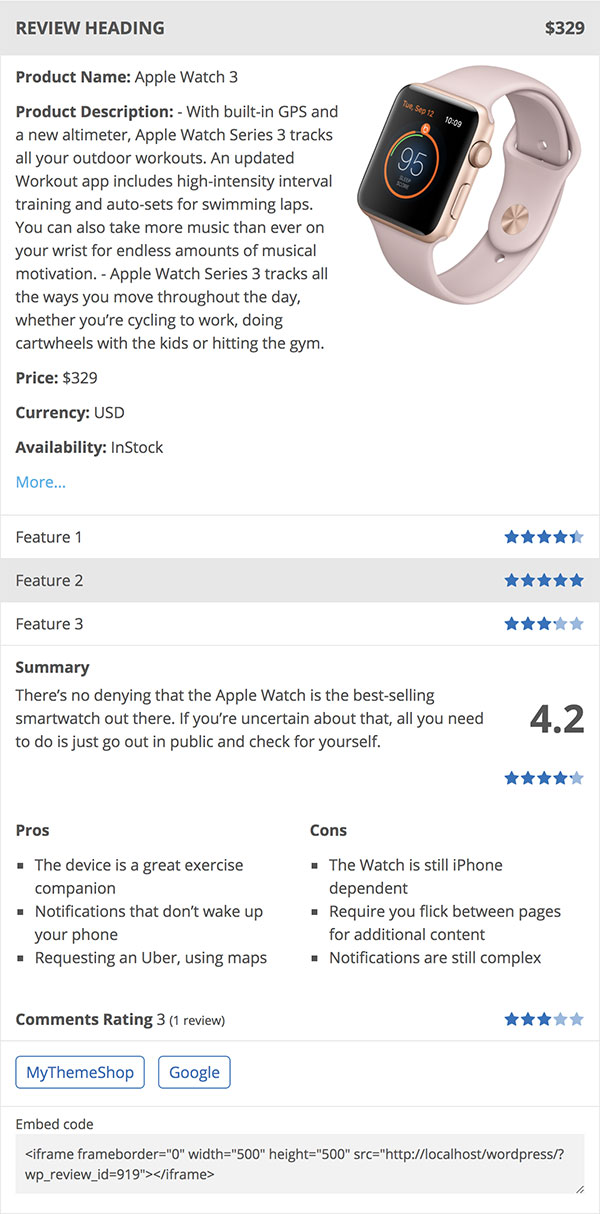 REVIEW HEADING $329
Product Name: Apple Watch 3
Product Description: - With built-in GPS and
a new altimeter, Apple Watch Series 3 tracks
all your outdoor workouts. An updated
Workout app includes high-intensity interval
training and auto-sets for swimming laps.
You can also take more music than ever on
your wrist for endless amounts of musical
motivation. - Apple Watch Series 3 tracks all
the ways you move throughout the day,
whether you’re cycling to work, doing
cartwheels with the kids or hitting the gym.
Tue, Sep 12
10:09
6
95
SLEEP
SCORE
Price: $329
Currency: USD
Availability: InStock
More...
Feature 1
Feature 2
Feature 3
Summary
There’s no denying that the Apple Watch is the best-selling
smartwatch out there. If you’re uncertain about that, all you need
to do is just go out in public and check for yourself.
4.2
Pros
The device is a great exercise
companion
Notifications that don’t wake up
your phone
Requesting an Uber, using maps
Cons
The Watch is still iPhone
dependent
Require you flick between pages
for additional content
Notifications are still complex
Comments Rating 3 (1 review)
MyThemeShop Google
Embed code
<iframe frameborder="0" width="500" height="500" src="http://localhost/wordpress/?
wp_review_id=919"></iframe>